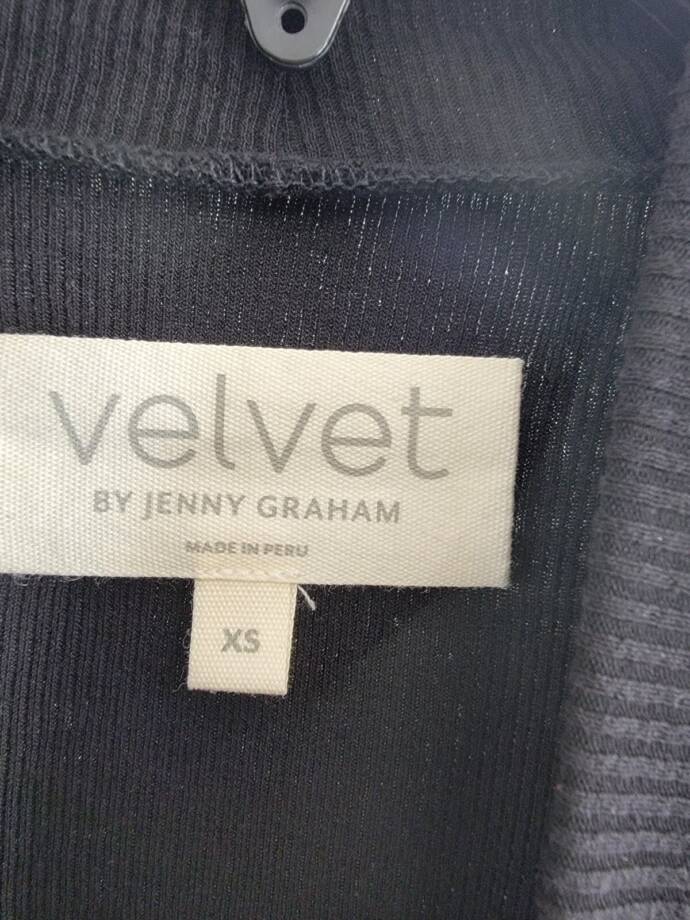 velvet
BY JENNY GRAHAM
MADE IN PERU
XS